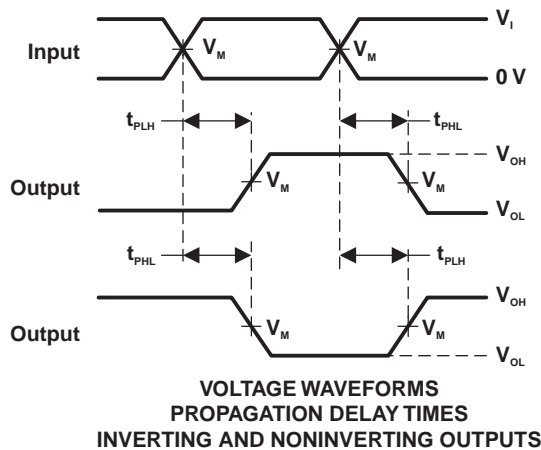 V_I
Input
V_M
V_M
0 V
t_PLH
t_PHL
V_OH
Output
V_M
V_M
V_OL
t_PHL
t_PLH
V_OH
Output
V_M
V_M
V_OL
VOLTAGE WAVEFORMS
PROPAGATION DELAY TIMES
INVERTING AND NONINVERTING OUTPUTS